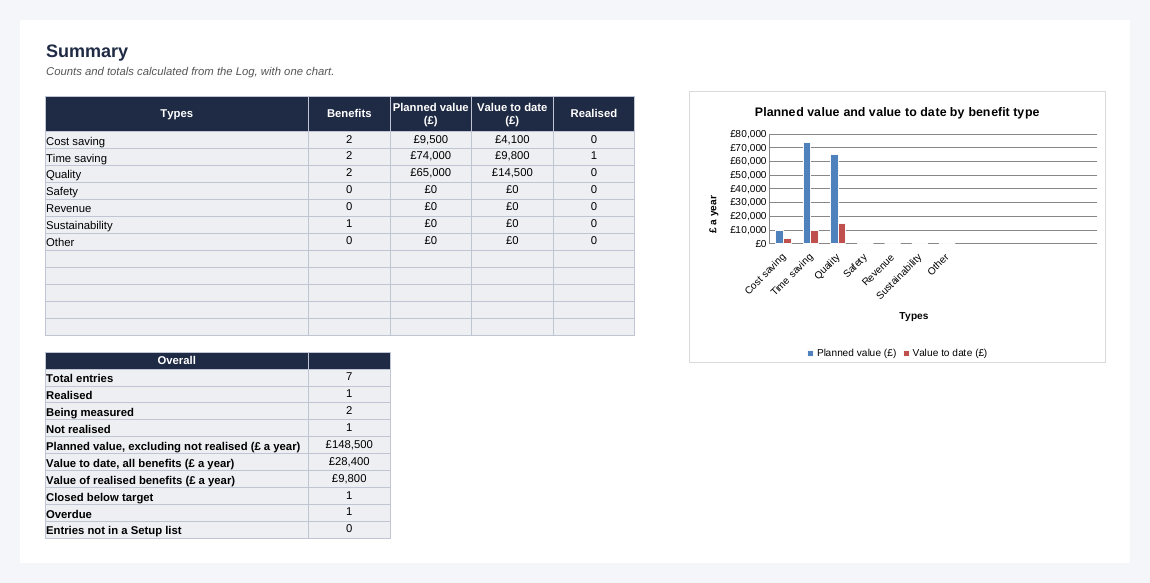 Summary
Counts and totals calculated from the Log, with one chart.
Types Benefits Planned value (£) Value to date (£) Realised
Cost saving 2 £9,500 £4,100 0
Time saving 2 £74,000 £9,800 1
Quality 2 £65,000 £14,500 0
Safety 0 £0 £0 0
Revenue 0 £0 £0 0
Sustainability 1 £0 £0 0
Other 0 £0 £0 0
Overall
Total entries 7
Realised 1
Being measured 2
Not realised 1
Planned value, excluding not realised (£ a year) £148,500
Value to date, all benefits (£ a year) £28,400
Value of realised benefits (£ a year) £9,800
Closed below target 1
Overdue 1
Entries not in a Setup list 0
Planned value and value to date by benefit type
£80,000
£70,000
£60,000
£50,000
£40,000
£30,000
£20,000
£10,000
£0
£ a year
Cost saving
Time saving
Quality
Safety
Revenue
Sustainability
Other
Types
Planned value (£) Value to date (£)